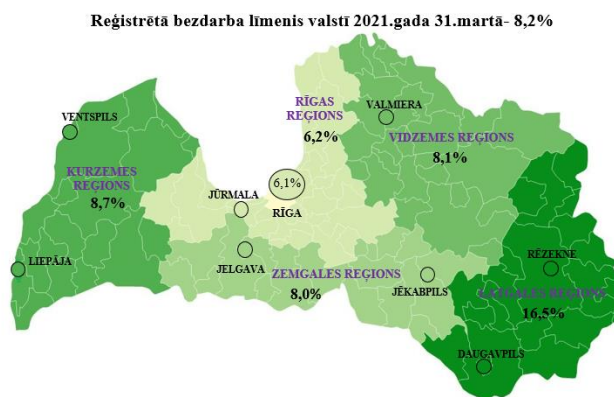 Reģistrētā bezdarba līmenis valstī 2021.gada 31.martā- 8,2%
RĪGAS
REĢIONS
6,2%
VENTSPILS
VALMIERA
VIDZEMES REĢIONS
8,1%
KURZEMES
REĢIONS
8,7%
6,1%
JŪRMALA
RĪGA
LIEPĀJA
JELGAVA
ZEMGALES REĢIONS
8,0%
JĒKABPILS
RĒZEKNE
LATGALES REĢIONS
16,5%
DAUGAVPILS